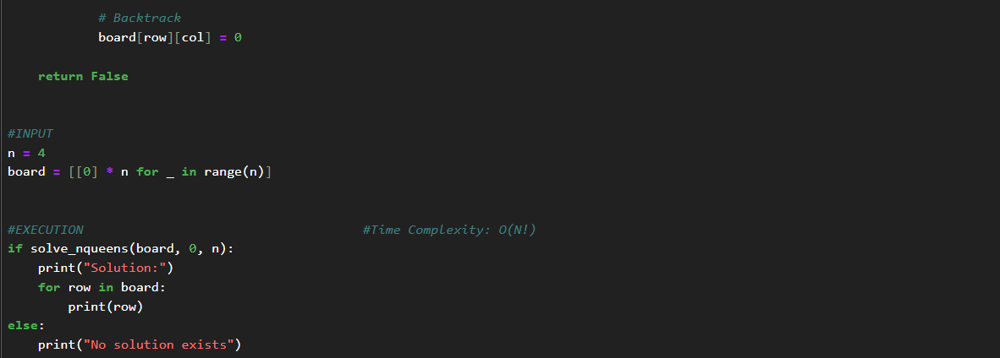 # Backtrack
board[row][col] = 0
return False
#INPUT
n = 4
board = [[0] * n for _ in range(n)]
#EXECUTION #Time Complexity: O(N!)
if solve_nqueens(board, 0, n):
print("Solution:")
for row in board:
print(row)
else:
print("No solution exists")